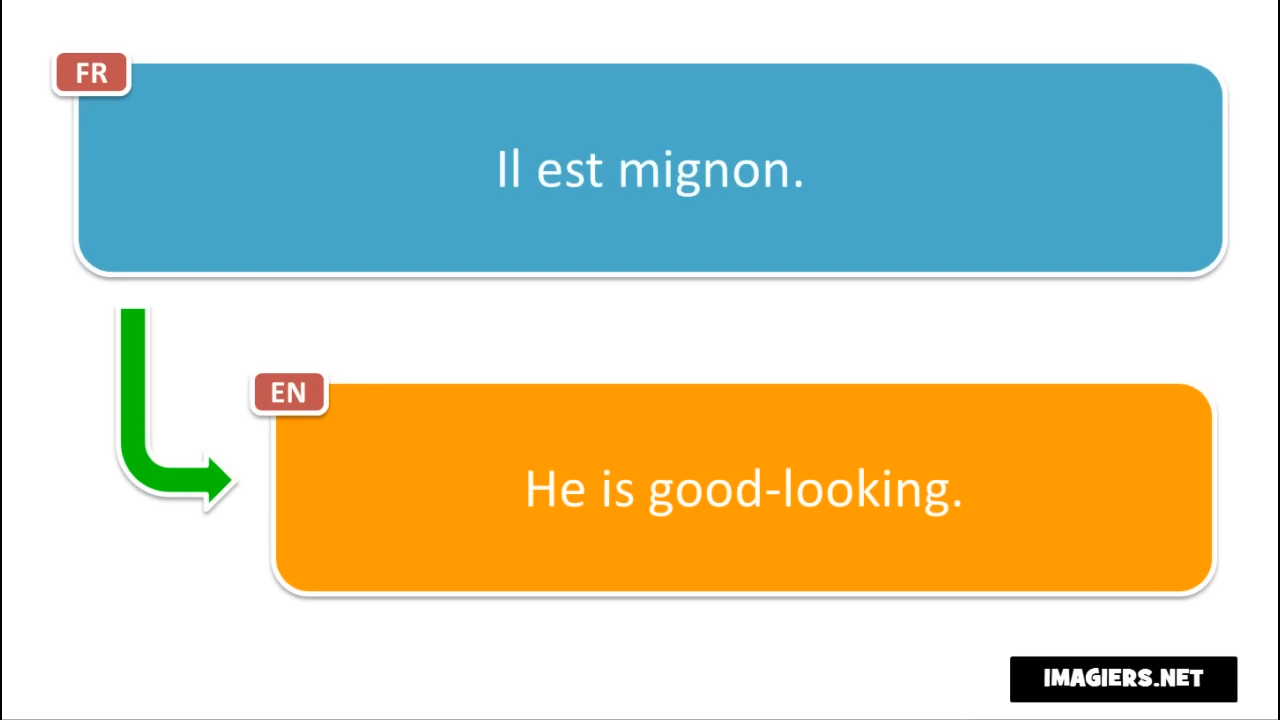 FR
Il est mignon.
EN
He is good-looking.
IMAGIERS.NET